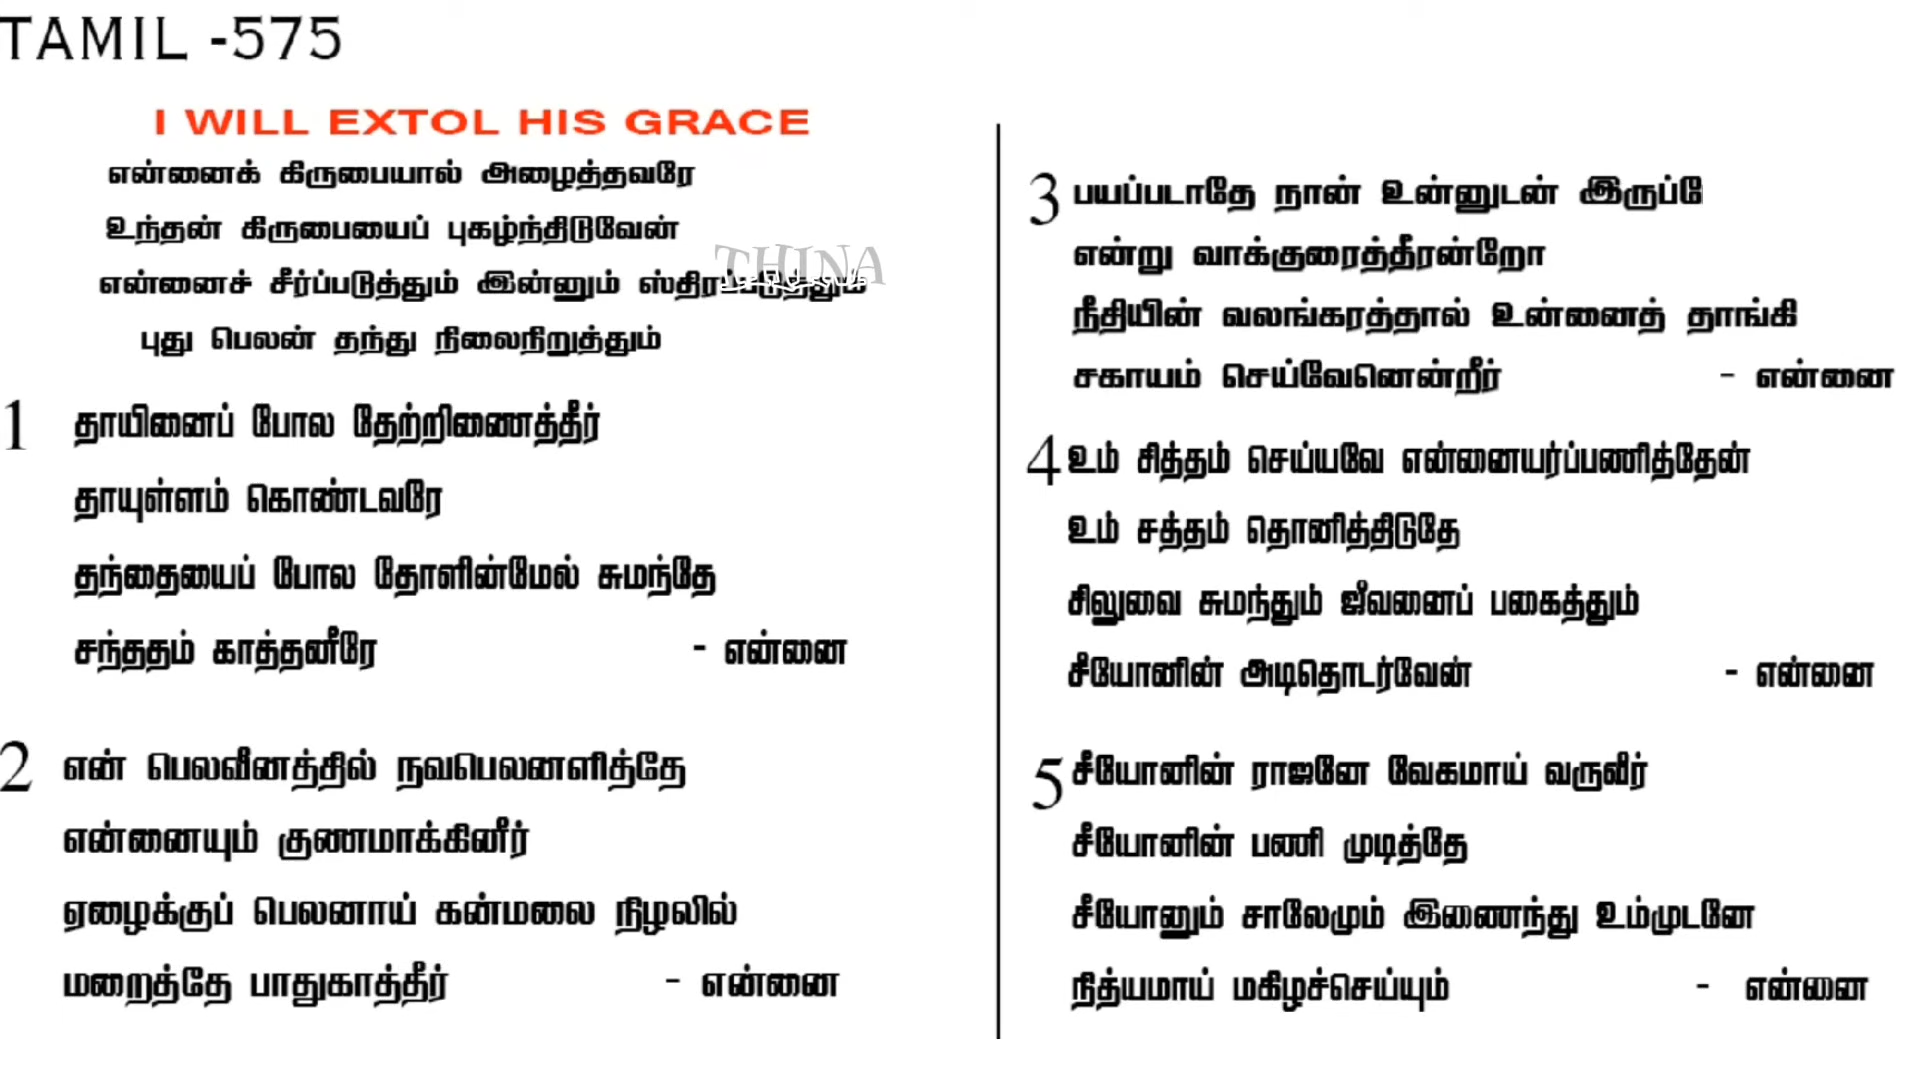 TAMIL -575
I WILL EXTOL HIS GRACE
என்னைக் கிருபையால் அழைத்தவரே
உந்தன் கிருபையைப் புகழ்ந்திடுவேன்
THINA
என்னைச் சீர்ப்படுத்தும் இன்னும் ஸ்திரப்படுத்தும்
புது பெலன் தந்து நிலைநிறுத்தும்
1 தாயினைப் போல தேற்றிணைத்தீர்
தாயுள்ளம் கொண்டவரே
தந்தையைப் போல தோளின்மேல் சுமந்தே
சந்ததம் காத்தனீரே - என்னை
2 என் பெலவீனத்தில் நவபெலனளித்தே
என்னையும் குணமாக்கினீர்
ஏழைக்குப் பெலனாய் கன்மலை நிழலில்
மறைத்தே பாதுகாத்தீர் - என்னை
3 பயப்படாதே நான் உன்னுடன் இருப்பே
என்று வாக்குரைத்தீரன்றோ
நீதியின் வலங்கரத்தால் உன்னைத் தாங்கி
சகாயம் செய்வேனென்றீர் - என்னை
4 உம் சித்தம் செய்யவே என்னையர்ப்பணித்தேன்
உம் சத்தம் தொனித்திடுதே
சிலுவை சுமந்தும் ஜீவனைப் பகைத்தும்
சீயோனின் அடிதொடர்வேன் - என்னை
5 சீயோனின் ராஜனே வேகமாய் வருவீர்
சீயோனின் பணி முடித்தே
சீயோனும் சாலேமும் இணைந்து உம்முடனே
நித்யமாய் மகிழச்செய்யும் - என்னை